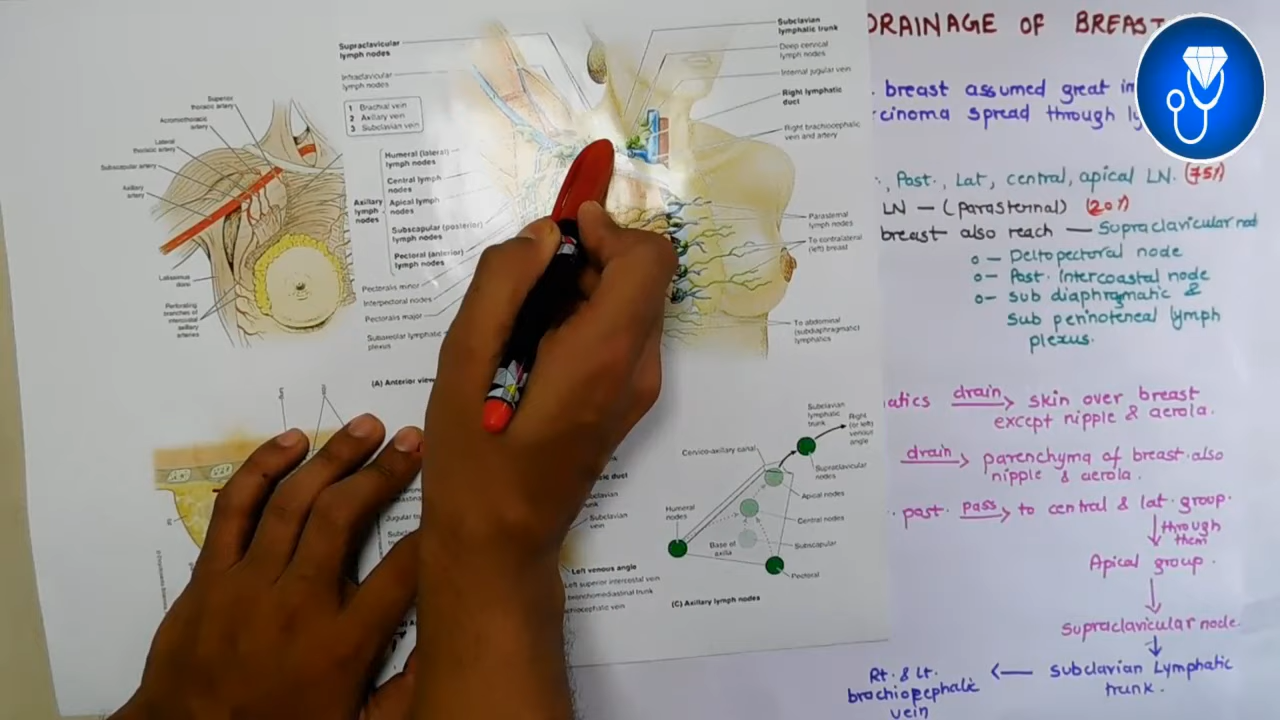 DRAINAGE OF BREAST
breast assumed great im
cinoma spread through ly
Post., Lat, central, apical LN. (75%)
LN — (parasternal) (20%)
breast also reach — Supraclavicular nod
o — Deltopectoral node
o — Post. Intercoastal node
o — Sub diaphragmatic &
Sub perinoteneal lymph
plexus.
atics drain skin over breast
except nipple & aerola.
drain parenchyma of breast also
nipple & aerola.
past. pass to central & lat. group.
through
them
Apical group.
Supraclavicular node.
Subclavian Lymphatic
trunk.
Rt. & Lt.
brachiocephalic
vein
Superior
thoracic artery
Acromiothoracic
artery
Lateral
thoracic artery
Subscapular artery
Axillary
artery
Latissimus
dorsi
Perforating
branches of
intercostal
axillary
arteries
Supraclavicular
lymph nodes
Infraclavicular
lymph nodes
1 Brachial vein
2 Axillary vein
3 Subclavian vein
Humeral (lateral)
lymph nodes
Central lymph
nodes
Axillary
lymph
nodes
Apical lymph
nodes
Subscapular (posterior)
lymph nodes
Pectoral (anterior)
lymph nodes
Pectoralis minor
Interpectoral nodes
Pectoralis major
Subareolar lymphatic
plexus
(A) Anterior view
Subclavian
lymphatic trunk
Deep cervical
lymph nodes
Internal jugular vein
Right lymphatic
duct
Right brachiocephalic
vein and artery
Parasternal
lymph nodes
To contralateral
(left) breast
To abdominal
(subdiaphragmatic)
lymphatics
Subclavian
vein
Left venous angle
Left superior intercostal vein
bronchomediastinal trunk
Subclavian
lymphatic
trunk
Right
(or left)
venous
angle
Cervico-axillary canal
Supraclavicular
nodes
Apical nodes
Humeral
nodes
Central nodes
Base of
axilla
Subscapular
Pectoral
(C) Axillary lymph nodes